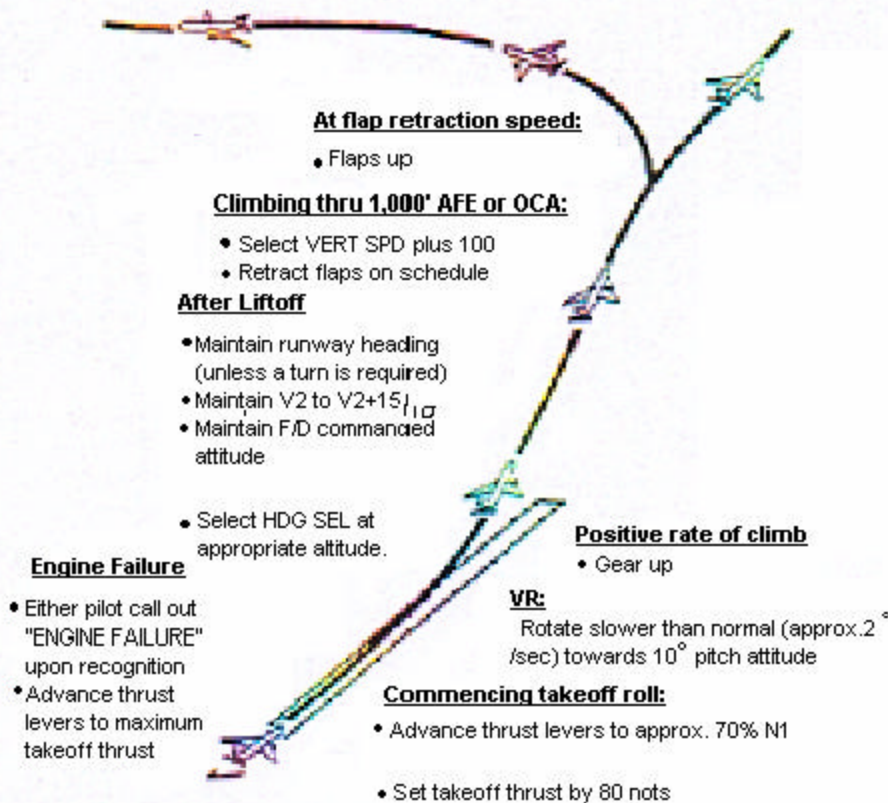 At flap retraction speed:
• Flaps up
Climbing thru 1,000' AFE or OCA:
• Select VERT SPD plus 100
• Retract flaps on schedule
After Liftoff
• Maintain runway heading
(unless a turn is required)
• Maintain V2 to V2+15
• Maintain F/D commanded
attitude
• Select HDG SEL at
appropriate attitude.
Engine Failure
• Either pilot call out
"ENGINE FAILURE"
upon recognition
• Advance thrust
levers to maximum
takeoff thrust
Positive rate of climb
• Gear up
VR:
Rotate slower than normal (approx.2 °
/sec) towards 10° pitch attitude
Commencing takeoff roll:
• Advance thrust levers to approx. 70% N1
• Set takeoff thrust by 80 nots